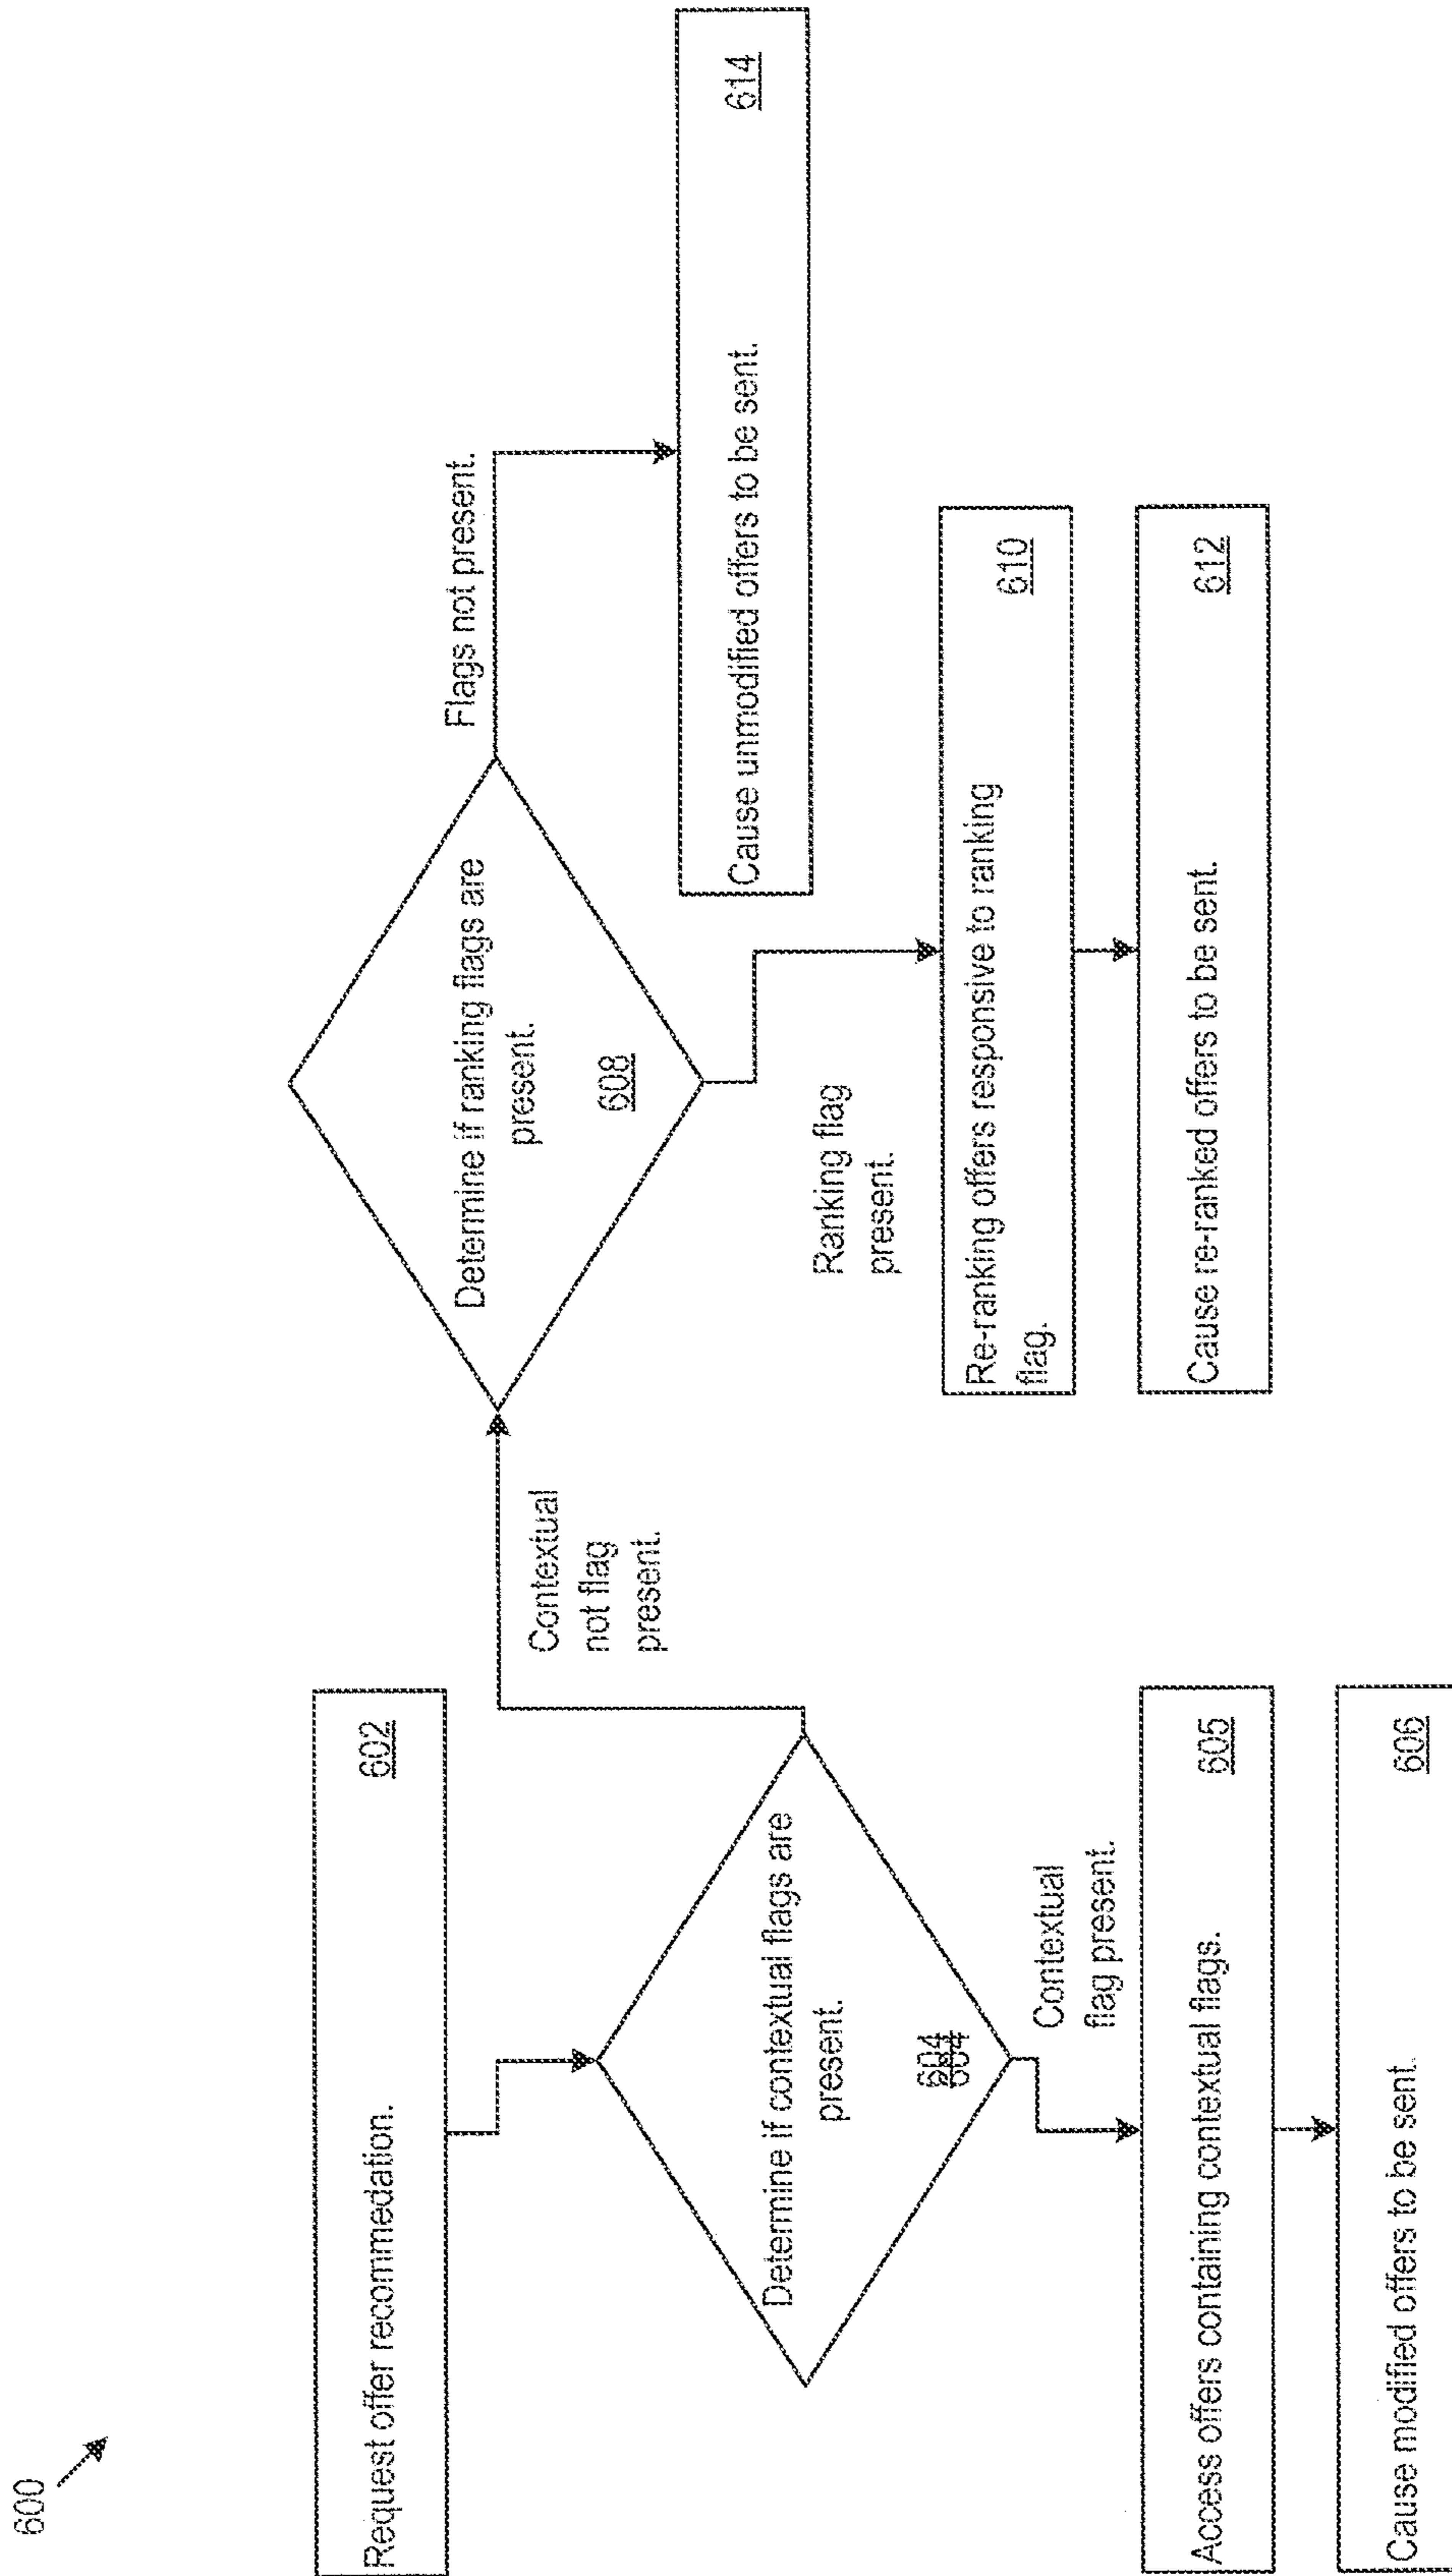 600
Request offer recommedation.
602
Determine if contextual flags are
present.
604
604
Contextual
flag present.
Access offers containing contextual flags.
605
Cause modified offers to be sent.
606
Contextual
not flag
present.
Determine if ranking flags are
present.
608
Ranking flag
present.
Re-ranking offers responsive to ranking
flag.
610
Cause re-ranked offers to be sent.
612
Flags not present.
Cause unmodified offers to be sent.
614